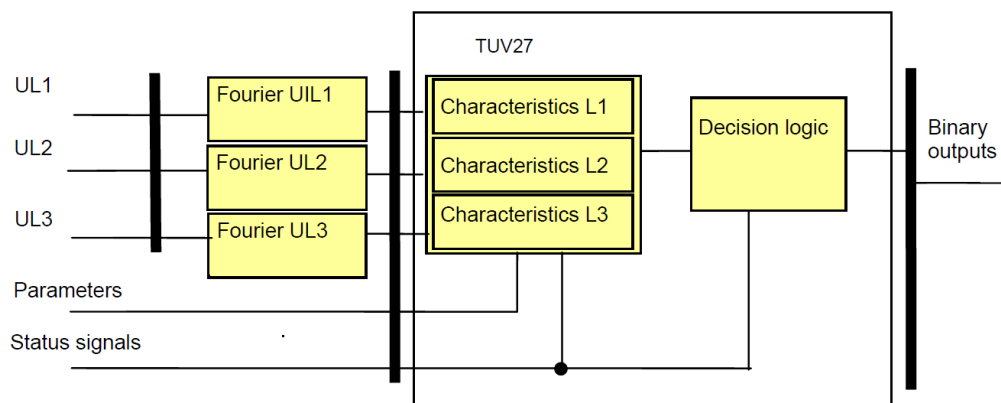 TUV27
UL1
Fourier UIL1
Characteristics L1
Decision logic
Binary
outputs
UL2
Fourier UL2
Characteristics L2
UL3
Fourier UL3
Characteristics L3
Parameters
Status signals